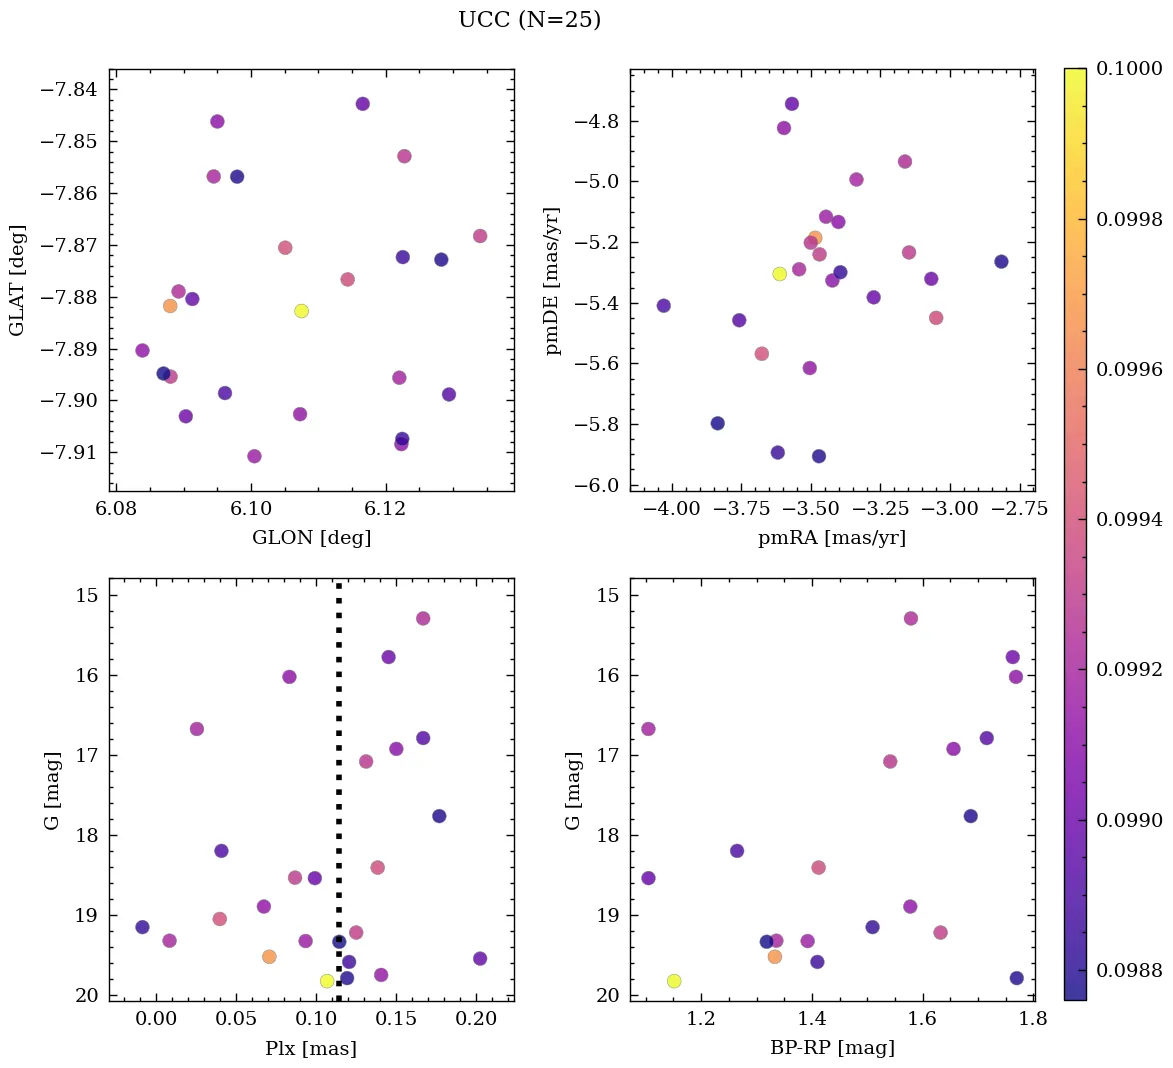 UCC (N=25)
−7.84
−7.85
−7.86
−7.87
−7.88
−7.89
−7.90
−7.91
GLAT [deg]
6.08 6.10 6.12
GLON [deg]
−4.8
−5.0
−5.2
−5.4
−5.6
−5.8
−6.0
pmDE [mas/yr]
−4.00 −3.75 −3.50 −3.25 −3.00 −2.75
pmRA [mas/yr]
15
16
17
18
19
20
G [mag]
0.00 0.05 0.10 0.15 0.20
Plx [mas]
15
16
17
18
19
20
G [mag]
1.2 1.4 1.6 1.8
BP-RP [mag]
0.1000
0.0998
0.0996
0.0994
0.0992
0.0990
0.0988